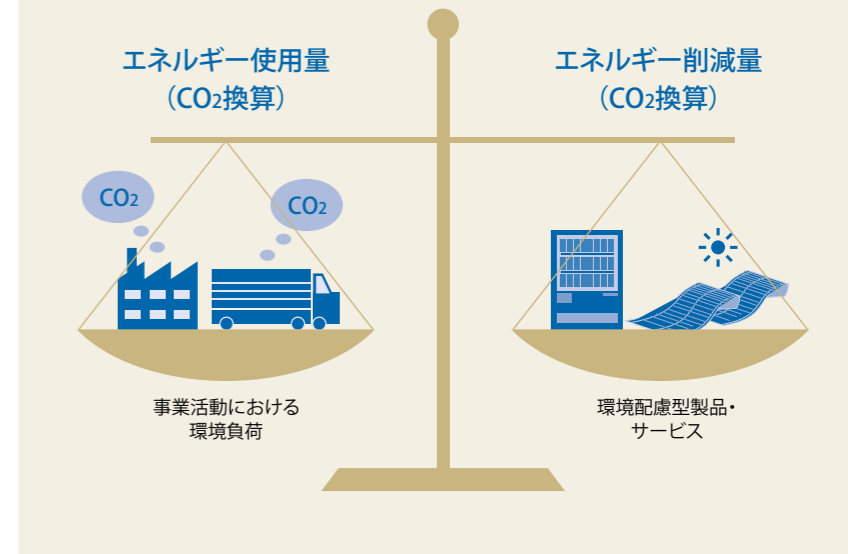 エネルギー使用量
（CO2換算）
エネルギー削減量
（CO2換算）
CO2
CO2
事業活動における
環境負荷
環境配慮型製品・
サービス